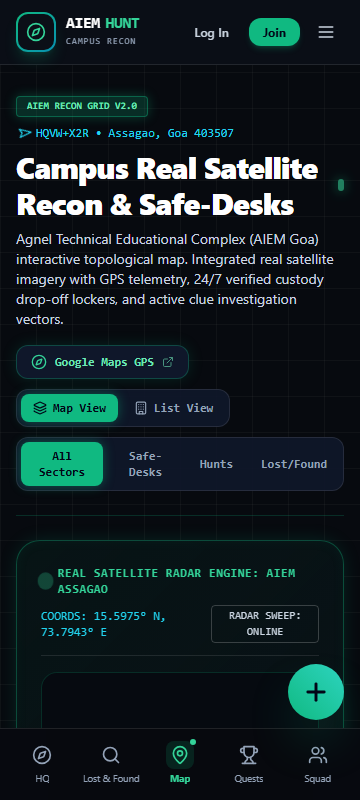 AIEM HUNT
CAMPUS RECON
Log In
Join
AIEM RECON GRID V2.0
HQVW+X2R • Assagao, Goa 403507
Campus Real Satellite
Recon & Safe-Desks
Agnel Technical Educational Complex (AIEM Goa)
interactive topological map. Integrated real satellite
imagery with GPS telemetry, 24/7 verified custody
drop-off lockers, and active clue investigation
vectors.
Google Maps GPS
Map View
List View
All
Sectors
Safe-
Desks
Hunts
Lost/Found
REAL SATELLITE RADAR ENGINE: AIEM
ASSAGAO
COORDS: 15.5975° N,
73.7943° E
RADAR SWEEP:
ONLINE
HQ
Lost & Found
Map
Quests
Squad